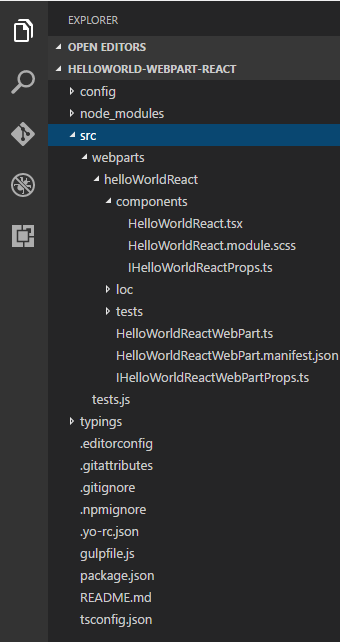 EXPLORER
OPEN EDITORS
HELLOWORLD-WEBPART-REACT
config
node_modules
src
webparts
helloWorldReact
components
HelloWorldReact.tsx
HelloWorldReact.module.scss
IHelloWorldReactProps.ts
loc
tests
HelloWorldReactWebPart.ts
HelloWorldReactWebPart.manifest.json
IHelloWorldReactWebPartProps.ts
tests.js
typings
.editorconfig
.gitattributes
.gitignore
.npmignore
.yo-rc.json
gulpfile.js
package.json
README.md
tsconfig.json